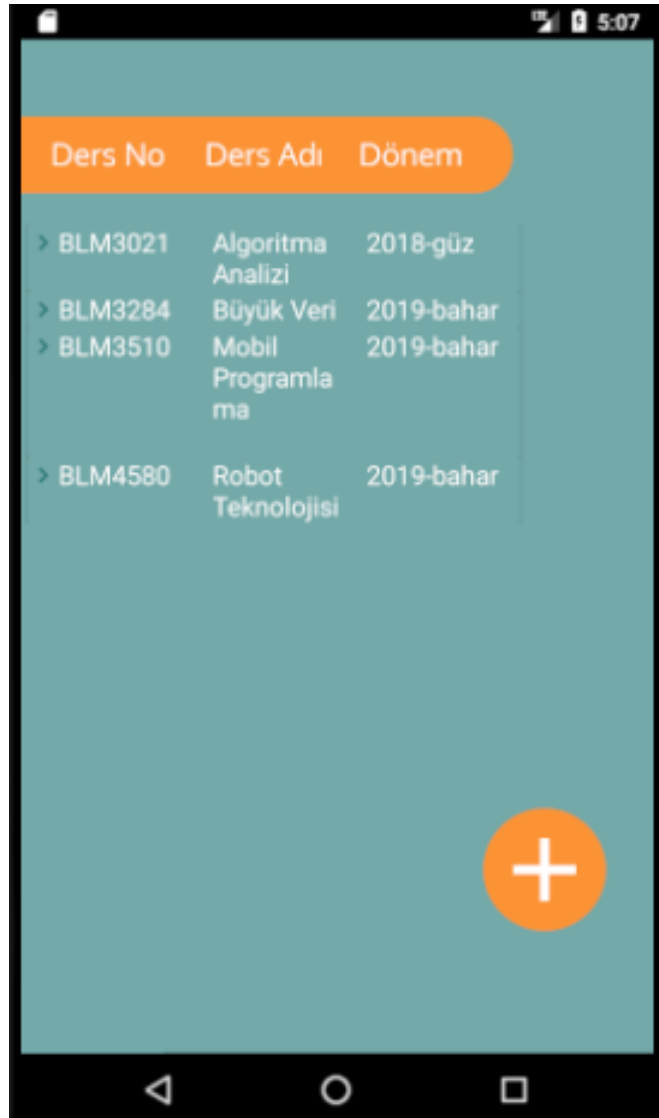 LTE 5:07
Ders No Ders Adı Dönem
BLM3021 Algoritma 2018-güz
Analizi
BLM3284 Büyük Veri 2019-bahar
BLM3510 Mobil 2019-bahar
Programla
ma
BLM4580 Robot 2019-bahar
Teknolojisi